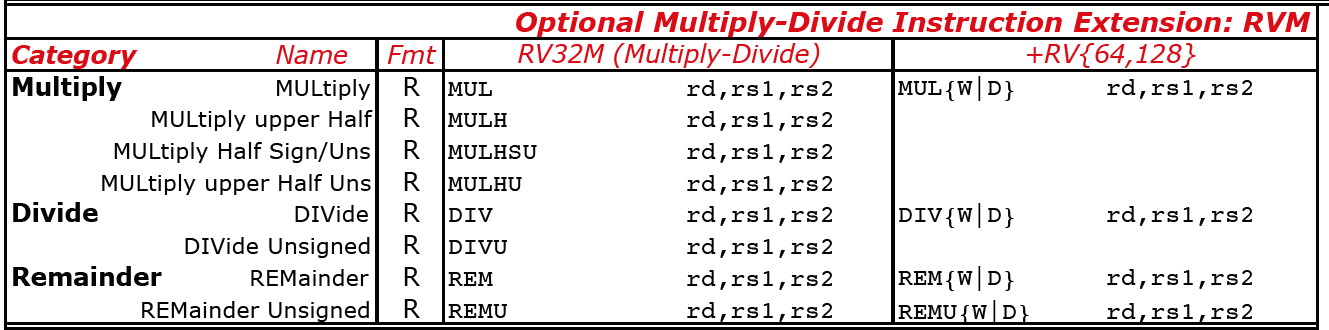 Optional Multiply-Divide Instruction Extension: RVM
Category Name Fmt RV32M (Multiply-Divide) +RV{64,128}
Multiply MULtiply R MUL rd,rs1,rs2 MUL{W|D} rd,rs1,rs2
MULtiply upper Half R MULH rd,rs1,rs2
MULtiply Half Sign/Uns R MULHSU rd,rs1,rs2
MULtiply upper Half Uns R MULHU rd,rs1,rs2
Divide DIVide R DIV rd,rs1,rs2 DIV{W|D} rd,rs1,rs2
DIVide Unsigned R DIVU rd,rs1,rs2
Remainder REMainder R REM rd,rs1,rs2 REM{W|D} rd,rs1,rs2
REMainder Unsigned R REMU rd,rs1,rs2 REMU{W|D} rd,rs1,rs2